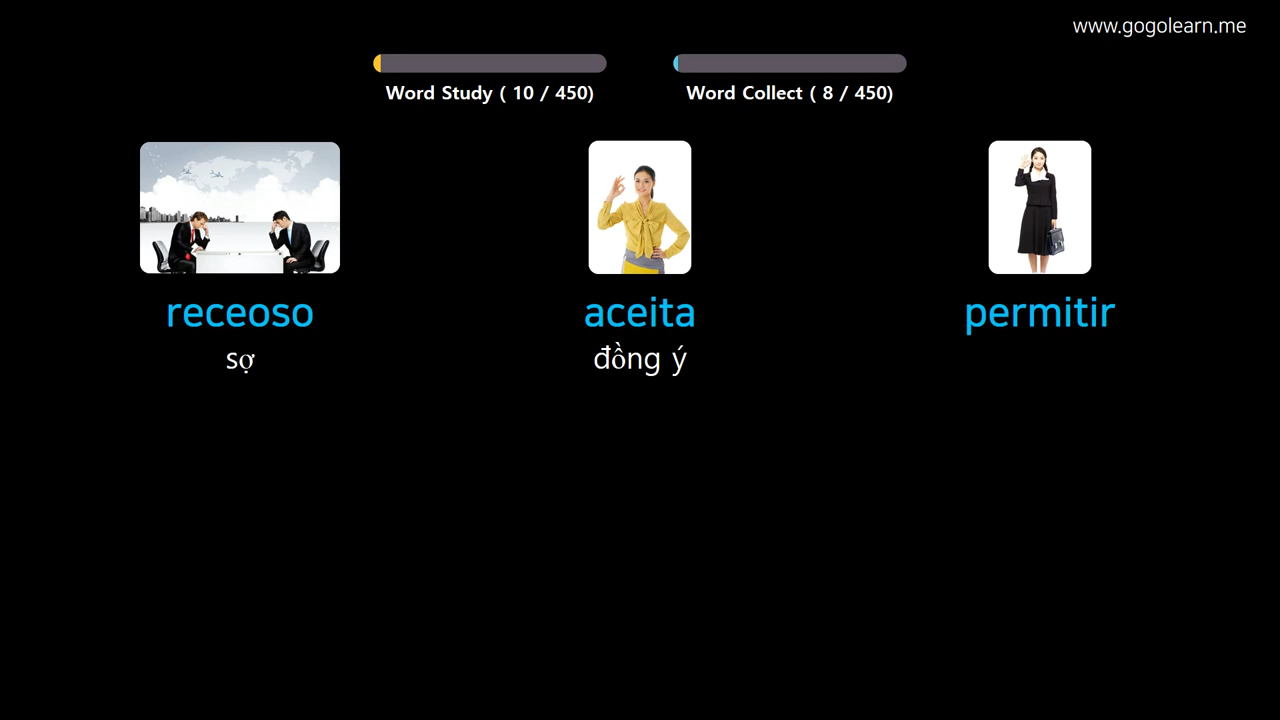 www.gogolearn.me
Word Study ( 10 / 450)
Word Collect ( 8 / 450)
receoso
aceita
permitir
sợ
đồng ý